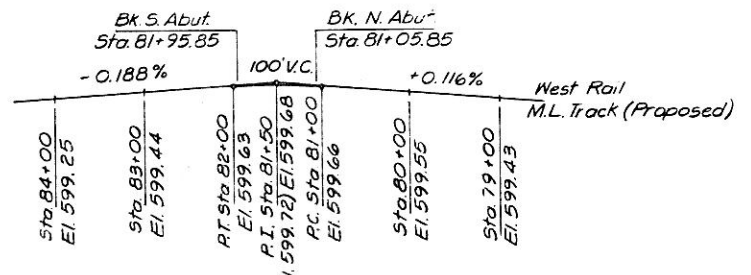 Bk. S. Abut.
Sta. 81+95.85
Bk. N. Abut
Sta. 81+05.85
- 0.188%
100' V.C.
+0.116%
West Rail
M.L. Track (Proposed)
Sta. 84+00
El. 599.25
Sta. 83+00
El. 599.44
P.T. Sta 82+00
El. 599.63
P.I. Sta. 81+50
. 599.72) El. 599.68
P.C. Sta 81+00
El. 599.66
Sta. 80+00
El. 599.55
Sta. 79+00
El. 599.43